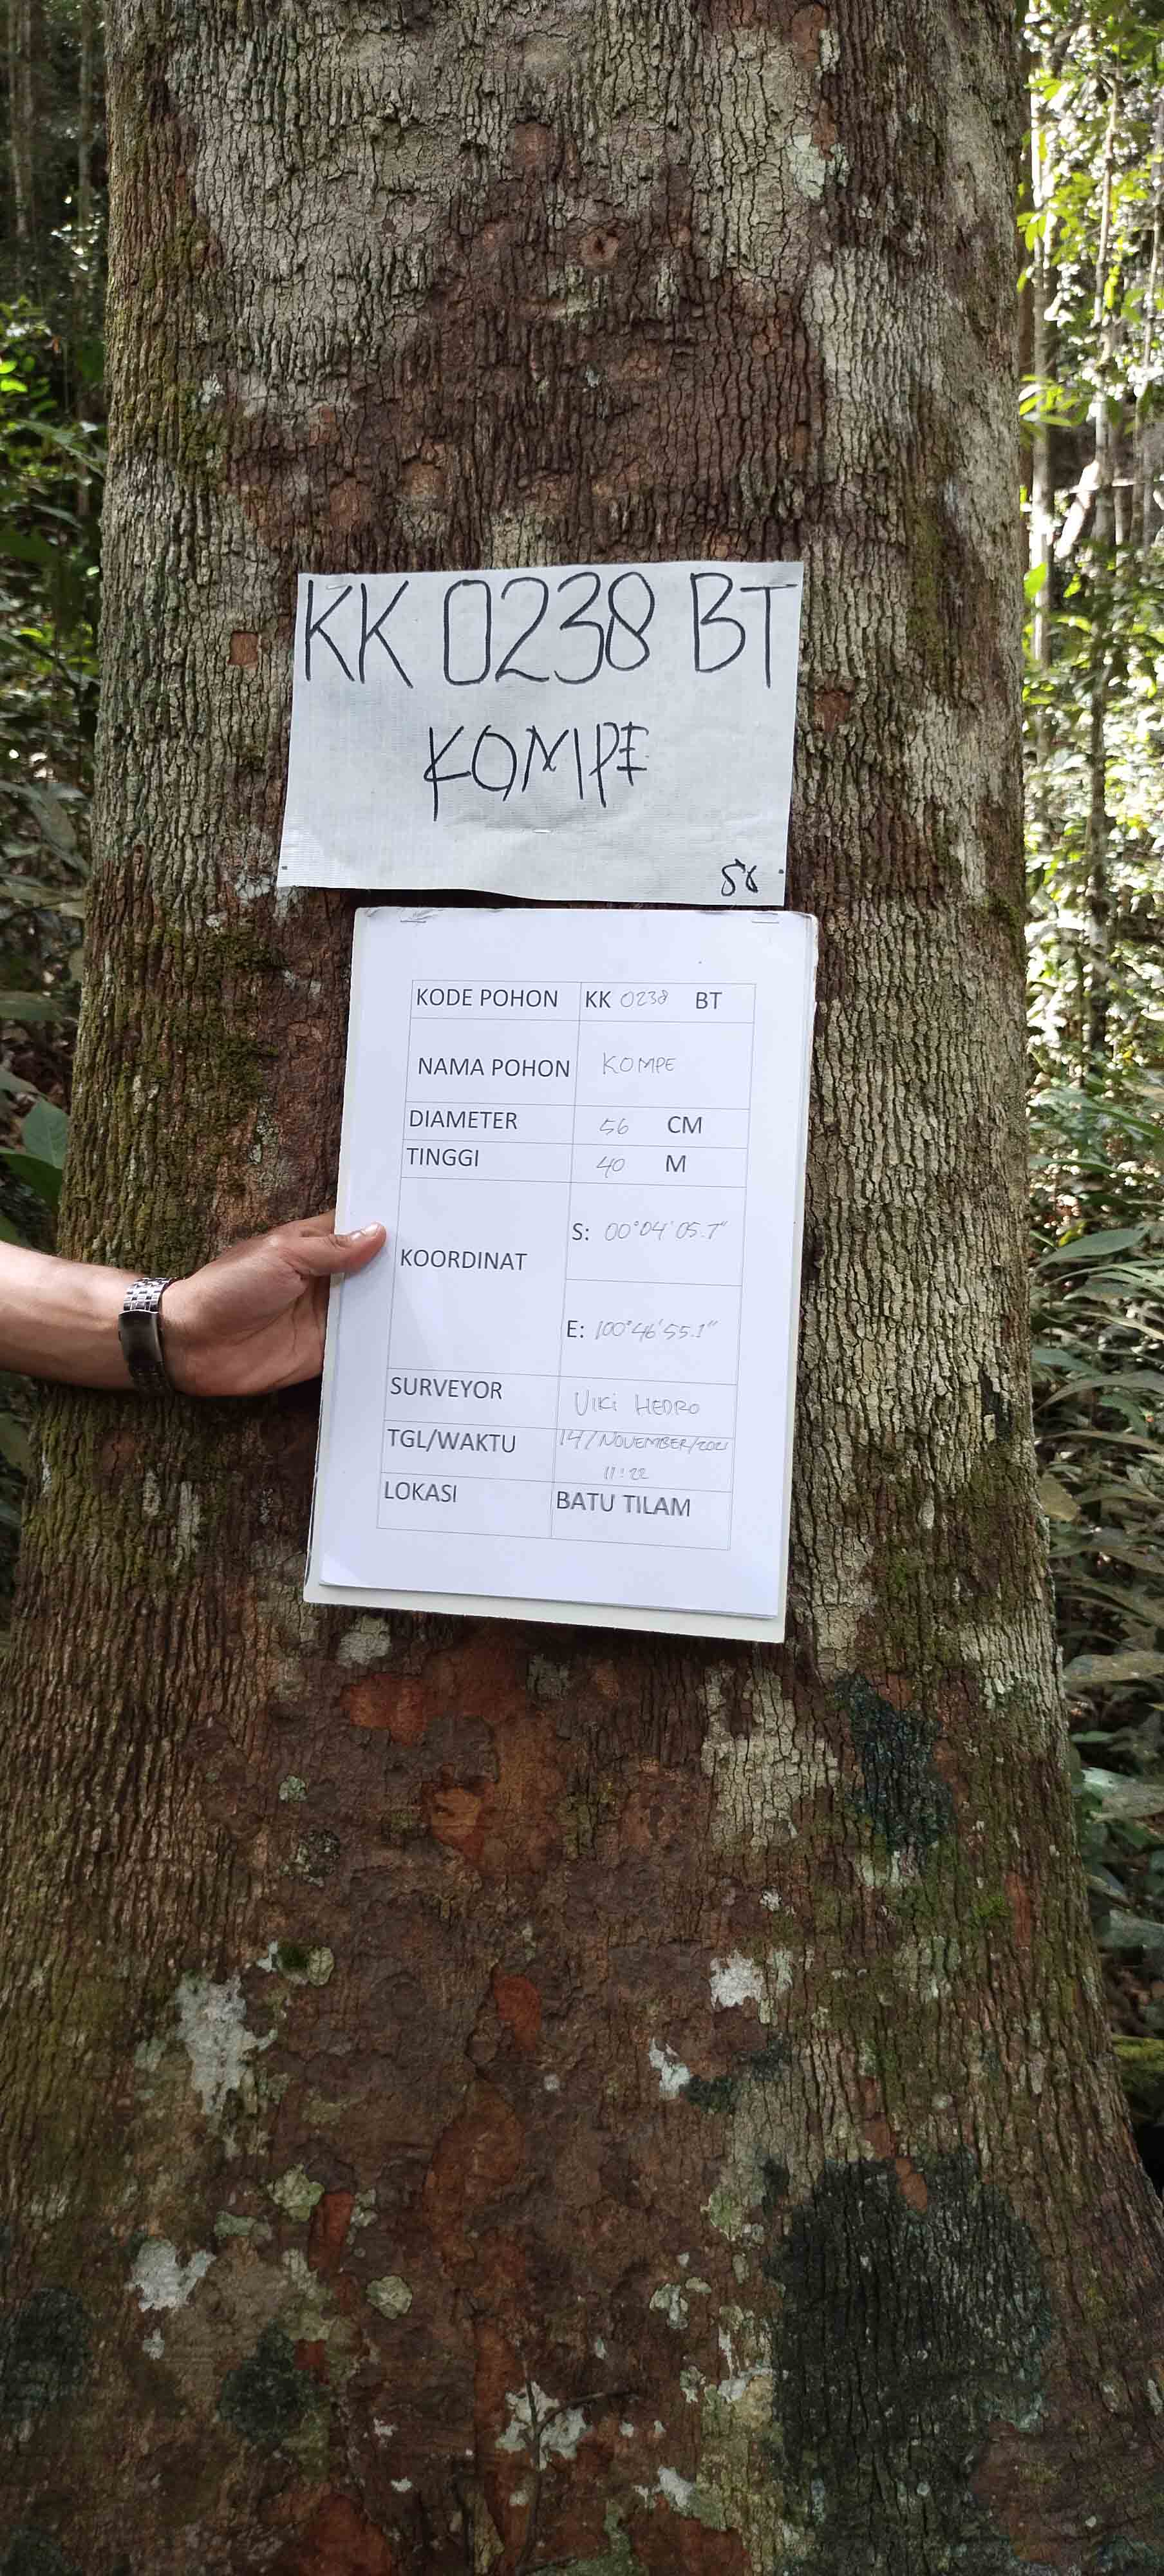 KK 0238 BT
KOMPE
56
KODE POHON KK 0238 BT
NAMA POHON KOMPE
DIAMETER 56 CM
TINGGI 40 M
KOORDINAT
S: 00°04'05.7"
E: 100°46'55.1"
SURVEYOR UIKi HEDRO
TGL/WAKTU 14/NOVEMBER/2021
11:22
LOKASI BATU TILAM